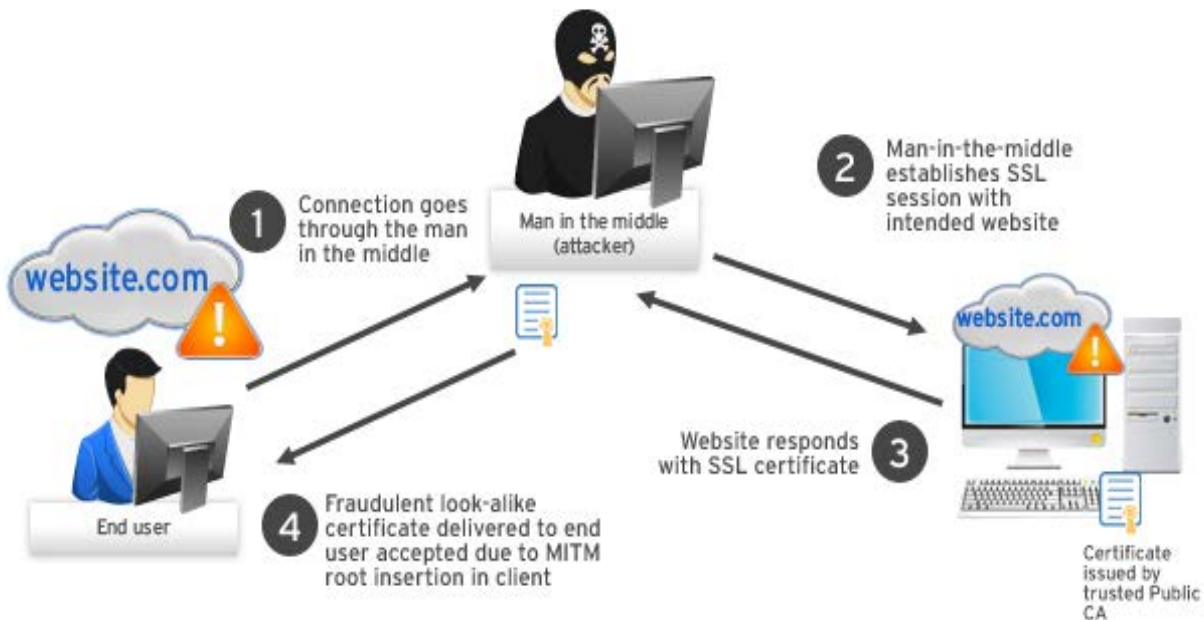 Man in the middle
(attacker)
1
Connection goes
through the man
in the middle
2
Man-in-the-middle
establishes SSL
session with
intended website
website.com
website.com
End user
3
Website responds
with SSL certificate
4
Fraudulent look-alike
certificate delivered to end
user accepted due to MITM
root insertion in client
Certificate
issued by
trusted Public
CA